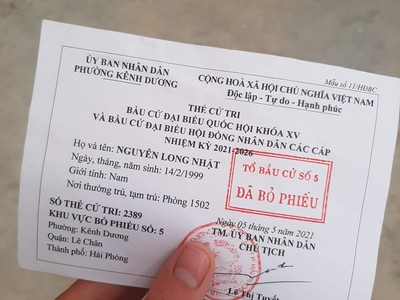 Mẫu số 11/HĐBC
ỦY BAN NHÂN DÂN
PHƯỜNG KÊNH DƯƠNG
CỘNG HOÀ XÃ HỘI CHỦ NGHĨA VIỆT NAM
Độc lập - Tự do - Hạnh phúc
THẺ CỬ TRI
BẦU CỬ ĐẠI BIỂU QUỐC HỘI KHÓA XV
VÀ BẦU CỬ ĐẠI BIỂU HỘI ĐỒNG NHÂN DÂN CÁC CẤP
NHIỆM KỲ 2021-2026
Họ và tên: NGUYỄN LONG NHẬT
Ngày, tháng, năm sinh: 14/2/1999
Giới tính: Nam
Nơi thường trú, tạm trú: Phòng 1502
TỔ BẦU CỬ SỐ 5
ĐÃ BỎ PHIẾU
SỐ THẺ CỬ TRI: 2389
KHU VỰC BỎ PHIẾU SỐ: 5
Phường: Kênh Dương
Quận: Lê Chân
Thành phố: Hải Phòng
Ngày 05 tháng 5 năm 2021
TM. ỦY BAN NHÂN DÂN
CHỦ TỊCH
Lê Thị Tuyết